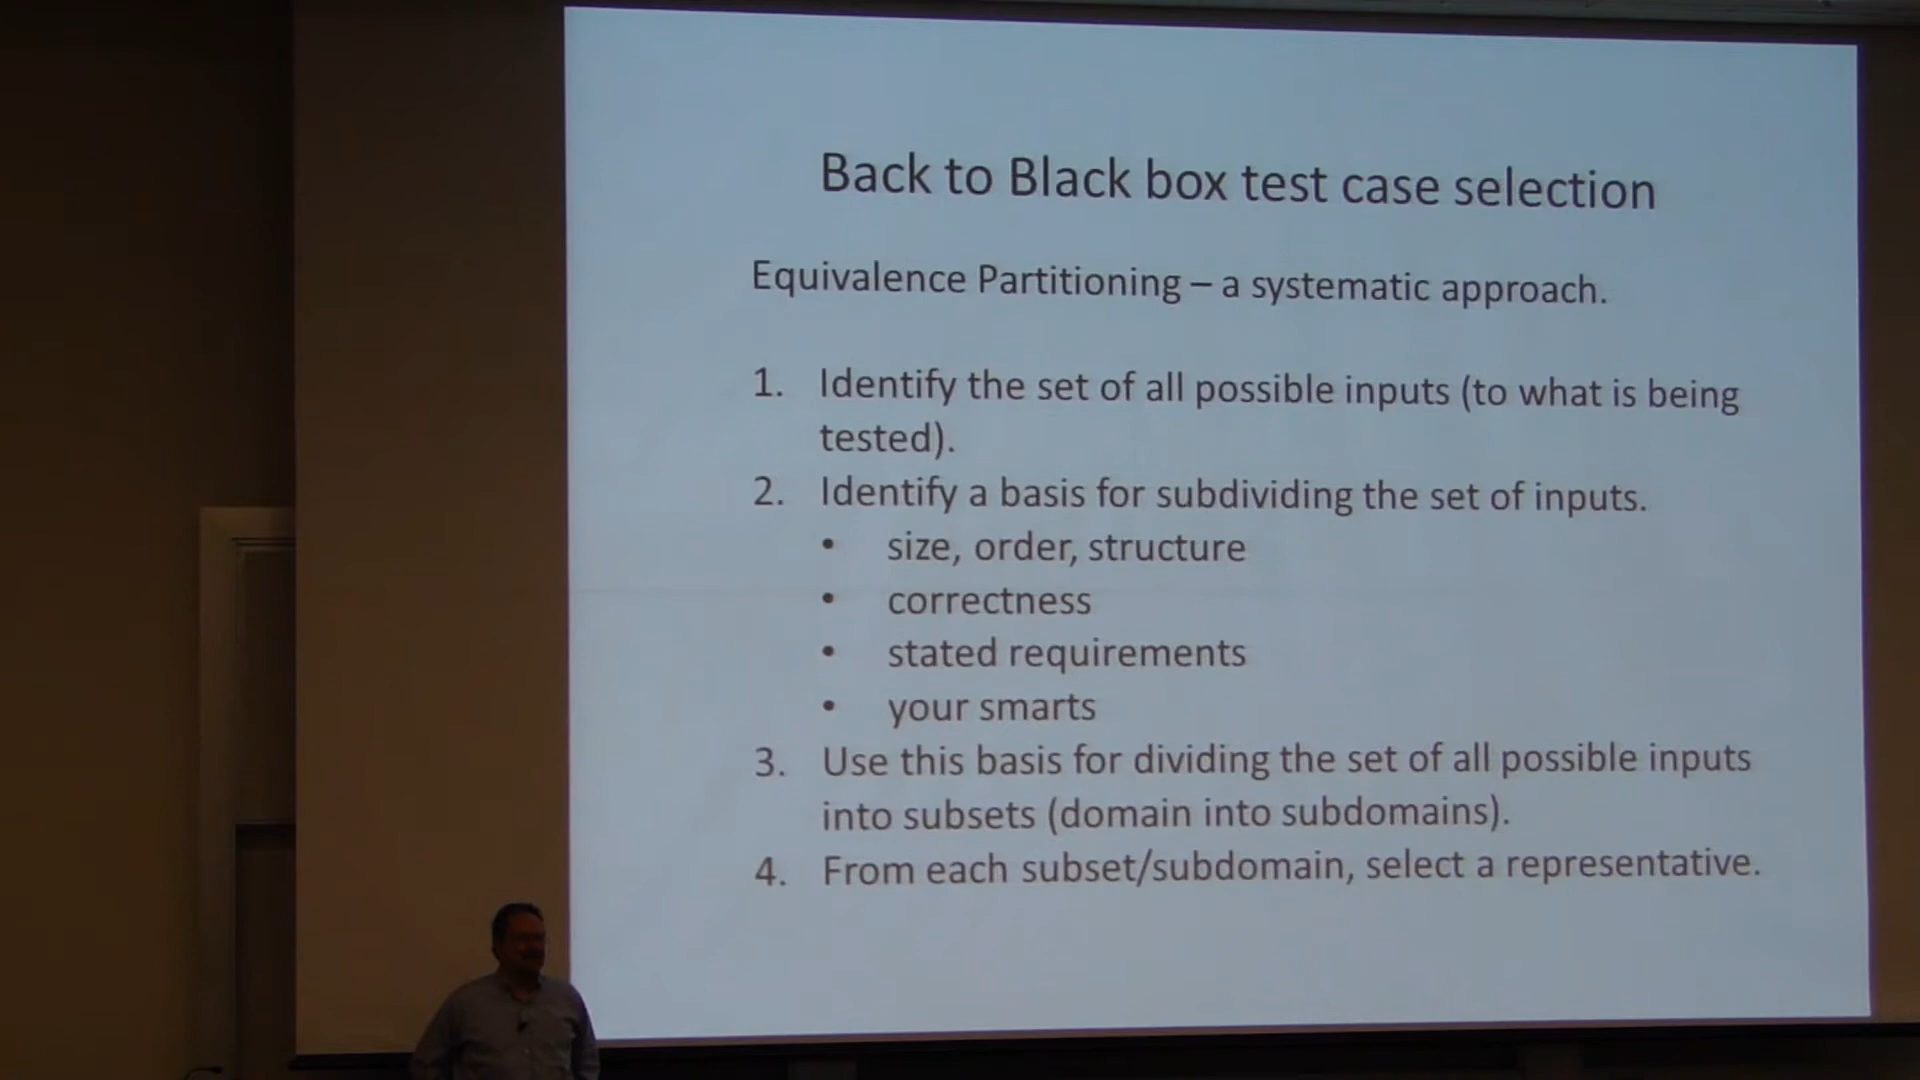 Back to Black box test case selection
Equivalence Partitioning – a systematic approach.
1. Identify the set of all possible inputs (to what is being
tested).
2. Identify a basis for subdividing the set of inputs.
• size, order, structure
• correctness
• stated requirements
• your smarts
3. Use this basis for dividing the set of all possible inputs
into subsets (domain into subdomains).
4. From each subset/subdomain, select a representative.